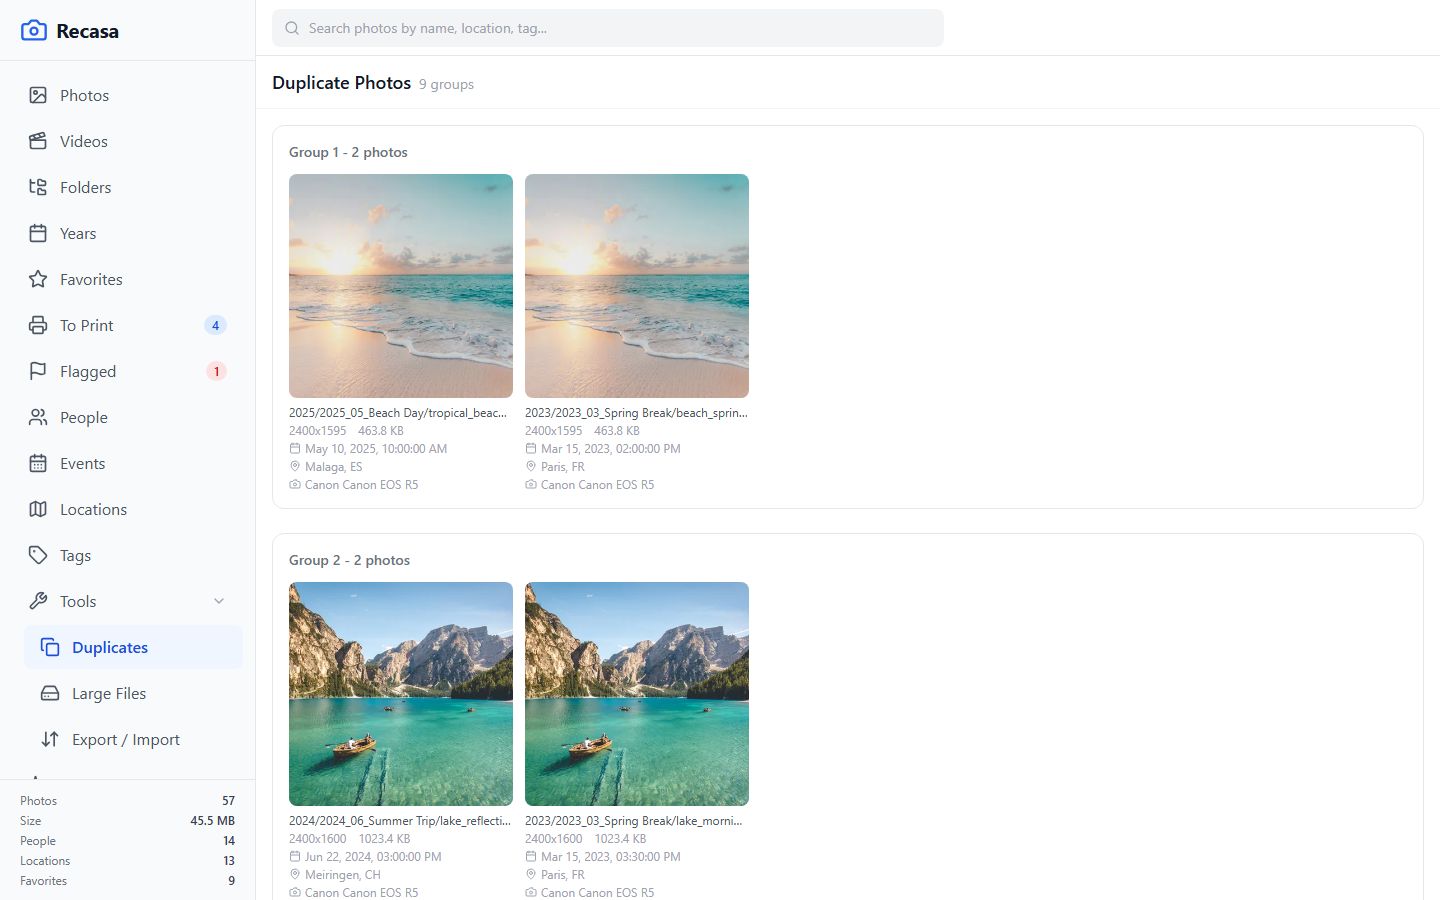 Recasa
Search photos by name, location, tag...
Photos
Videos
Folders
Years
Favorites
To Print 4
Flagged 1
People
Events
Locations
Tags
Tools
Duplicates
Large Files
Export / Import
Photos 57
Size 45.5 MB
People 14
Locations 13
Favorites 9
Duplicate Photos 9 groups
Group 1 - 2 photos
2025/2025_05_Beach Day/tropical_beac...
2400x1595 463.8 KB
May 10, 2025, 10:00:00 AM
Malaga, ES
Canon Canon EOS R5
2023/2023_03_Spring Break/beach_sprin...
2400x1595 463.8 KB
Mar 15, 2023, 02:00:00 PM
Paris, FR
Canon Canon EOS R5
Group 2 - 2 photos
2024/2024_06_Summer Trip/lake_reflecti...
2400x1600 1023.4 KB
Jun 22, 2024, 03:00:00 PM
Meiringen, CH
Canon Canon EOS R5
2023/2023_03_Spring Break/lake_morni...
2400x1600 1023.4 KB
Mar 15, 2023, 03:30:00 PM
Paris, FR
Canon Canon EOS R5